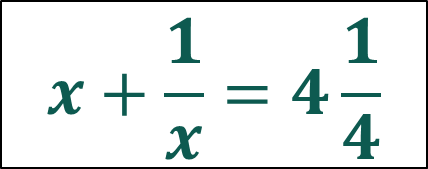 x + 1/x = 4 1/4